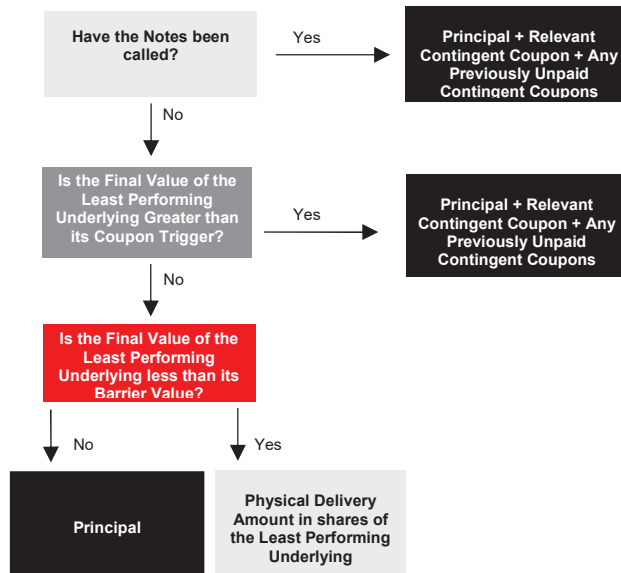 Have the Notes been
called?
Yes
Principal + Relevant
Contingent Coupon + Any
Previously Unpaid
Contingent Coupons
No
Is the Final Value of the
Least Performing
Underlying Greater than
its Coupon Trigger?
Yes
Principal + Relevant
Contingent Coupon + Any
Previously Unpaid
Contingent Coupons
No
Is the Final Value of the
Least Performing
Underlying less than its
Barrier Value?
No
Yes
Principal
Physical Delivery
Amount in shares of
the Least Performing
Underlying